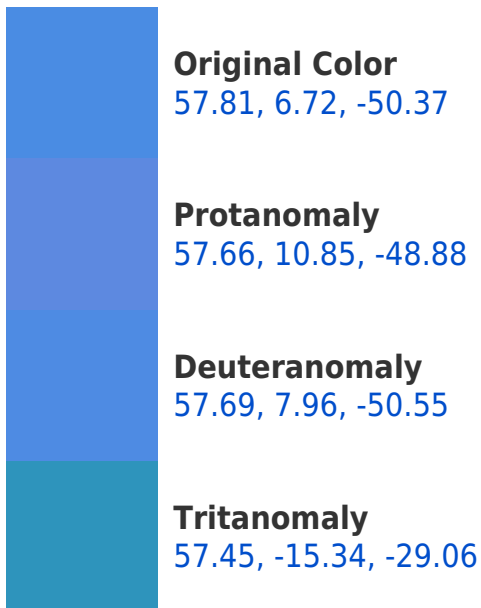 Original Color
57.81, 6.72, -50.37
Protanomaly
57.66, 10.85, -48.88
Deuteranomaly
57.69, 7.96, -50.55
Tritanomaly
57.45, -15.34, -29.06